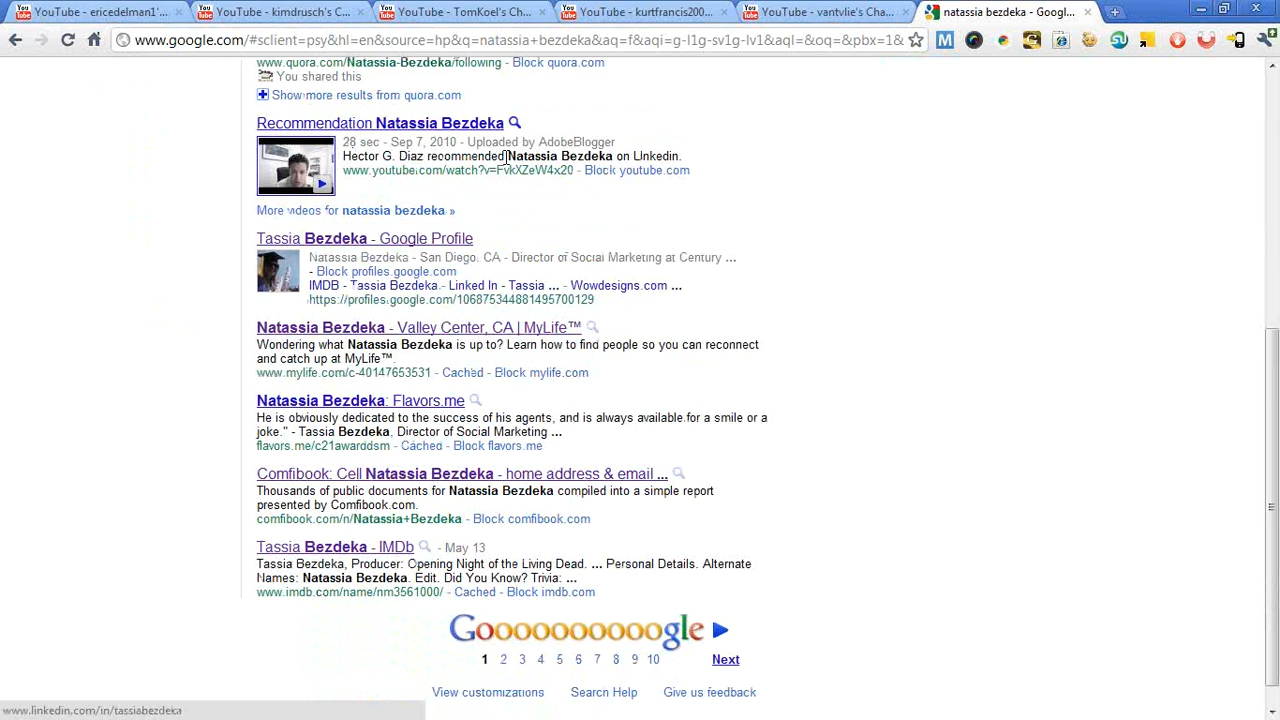 YouTube - ericedelman1'...
YouTube - kimdrusch's C...
YouTube - TomKoel's Ch...
YouTube - kurtfrancis200...
YouTube - vantvlie's Cha...
natassia bezdeka - Googl...
www.google.com/#sclient=psy&hl=en&source=hp&q=natassia+bezdeka&aq=f&aqi=g-l1g-sv1g-lv1&aql=&oq=&pbx=1&
www.quora.com/Natassia-Bezdeka/following - Block quora.com
You shared this
Show more results from quora.com
Recommendation Natassia Bezdeka
28 sec - Sep 7, 2010 - Uploaded by AdobeBlogger
Hector G. Diaz recommended Natassia Bezdeka on LInkedin.
www.youtube.com/watch?v=FvkXZeW4x20 - Block youtube.com
More videos for natassia bezdeka »
Tassia Bezdeka - Google Profile
Natassia Bezdeka - San Diego, CA - Director of Social Marketing at Century ...
- Block profiles.google.com
IMDB - Tassia Bezdeka - Linked In - Tassia ... - Wowdesigns.com ...
https://profiles.google.com/106875344881495700129
Natassia Bezdeka - Valley Center, CA | MyLife™
Wondering what Natassia Bezdeka is up to? Learn how to find people so you can reconnect
and catch up at MyLife™.
www.mylife.com/c-40147653531 - Cached - Block mylife.com
Natassia Bezdeka: Flavors.me
He is obviously dedicated to the success of his agents, and is always available for a smile or a
joke." - Tassia Bezdeka, Director of Social Marketing ...
flavors.me/c21awarddsm - Cached - Block flavors.me
Comfibook: Cell Natassia Bezdeka - home address & email ...
Thousands of public documents for Natassia Bezdeka compiled into a simple report
presented by Comfibook.com.
comfibook.com/n/Natassia+Bezdeka - Block comfibook.com
Tassia Bezdeka - IMDb - May 13
Tassia Bezdeka, Producer: Opening Night of the Living Dead. ... Personal Details. Alternate
Names: Natassia Bezdeka. Edit. Did You Know? Trivia: ...
www.imdb.com/name/nm3561000/ - Cached - Block imdb.com
Goooooooooogle
1 2 3 4 5 6 7 8 9 10 Next
View customizations Search Help Give us feedback
www.linkedin.com/in/tassiabezdeka